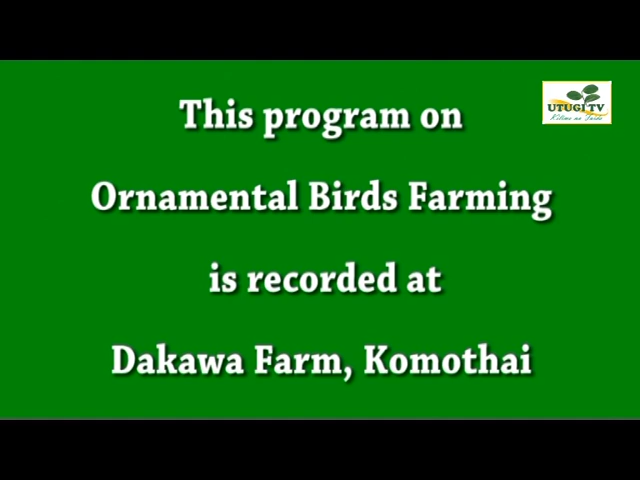 UTUGI TV
This program on
Ornamental Birds Farming
is recorded at
Dakawa Farm, Komothai